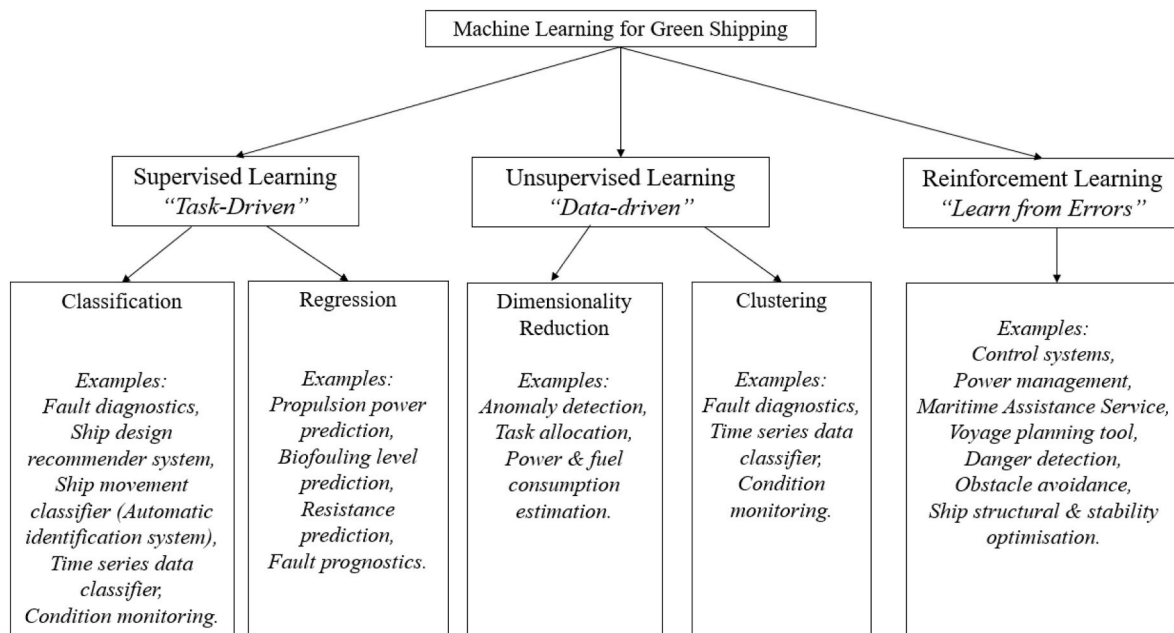 Machine Learning for Green Shipping
Supervised Learning
“Task-Driven”
Unsupervised Learning
“Data-driven”
Reinforcement Learning
“Learn from Errors”
Classification
Examples:
Fault diagnostics,
Ship design
recommender system,
Ship movement
classifier (Automatic
identification system),
Time series data
classifier,
Condition monitoring.
Regression
Examples:
Propulsion power
prediction,
Biofouling level
prediction,
Resistance
prediction,
Fault prognostics.
Dimensionality
Reduction
Examples:
Anomaly detection,
Task allocation,
Power & fuel
consumption
estimation.
Clustering
Examples:
Fault diagnostics,
Time series data
classifier,
Condition
monitoring.
Examples:
Control systems,
Power management,
Maritime Assistance Service,
Voyage planning tool,
Danger detection,
Obstacle avoidance,
Ship structural & stability
optimisation.